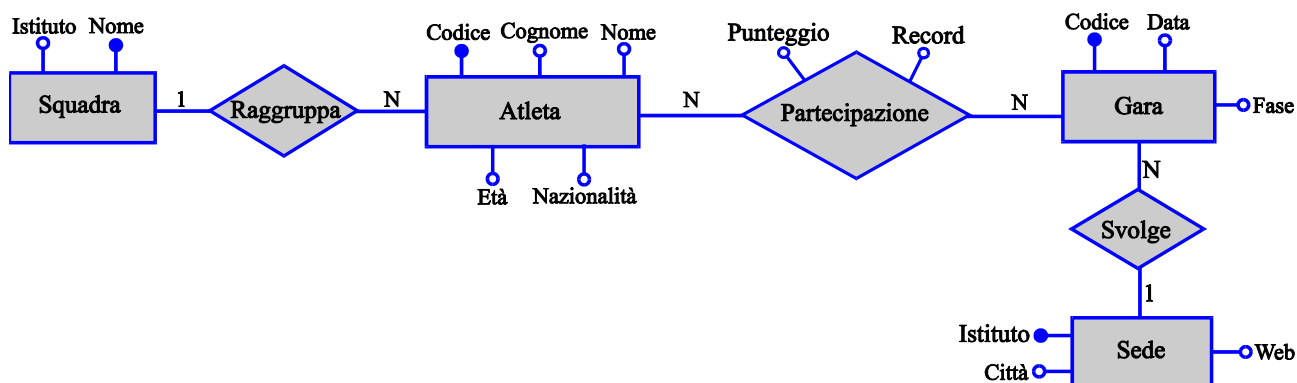 Istituto
Nome
Squadra
1
Raggruppa
N
Codice
Cognome
Nome
Atleta
Età
Nazionalità
N
Punteggio
Record
Partecipazione
N
Codice
Data
Gara
Fase
N
Svolge
1
Istituto
Città
Sede
Web